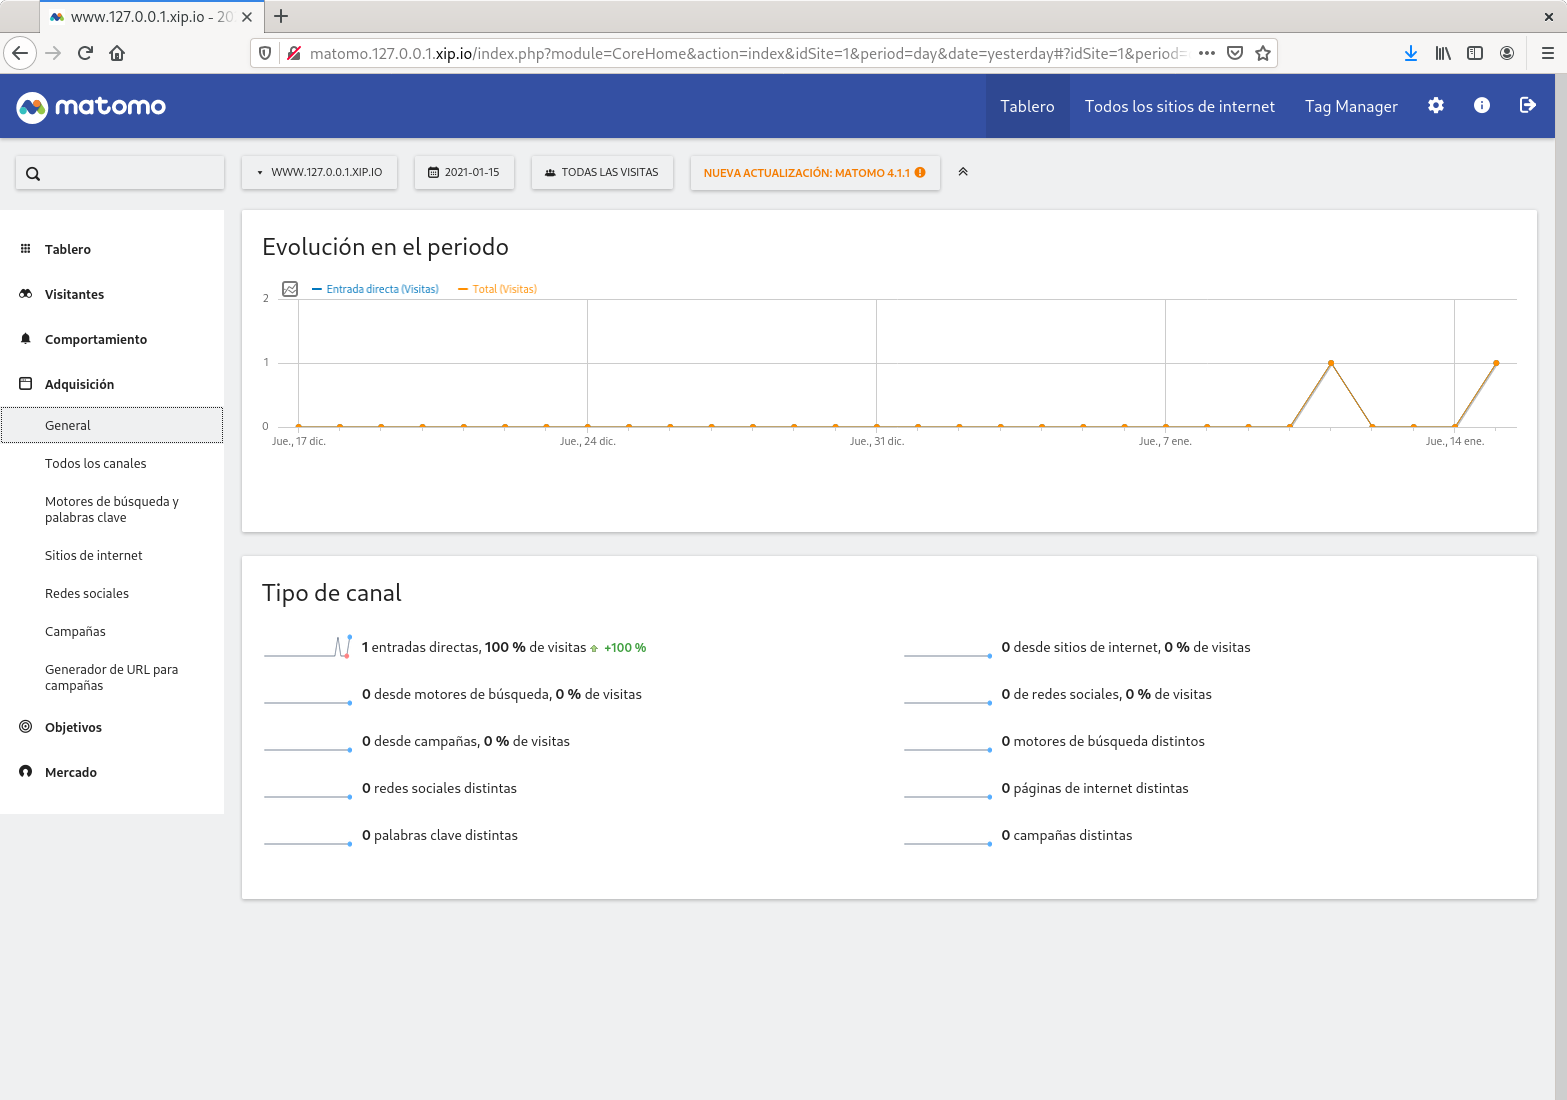 www.127.0.0.1.xip.io - 20
matomo.127.0.0.1.xip.io/index.php?module=CoreHome&action=index&idSite=1&period=day&date=yesterday#?idSite=1&period=
matomo
Tablero
Todos los sitios de internet
Tag Manager
WWW.127.0.0.1.XIP.IO
2021-01-15
TODAS LAS VISITAS
NUEVA ACTUALIZACIÓN: MATOMO 4.1.1
Tablero
Visitantes
Comportamiento
Adquisición
General
Todos los canales
Motores de búsqueda y
palabras clave
Sitios de internet
Redes sociales
Campañas
Generador de URL para
campañas
Objetivos
Mercado
Evolución en el periodo
Entrada directa (Visitas)
Total (Visitas)
2
1
0
Jue., 17 dic.
Jue., 24 dic.
Jue., 31 dic.
Jue., 7 ene.
Jue., 14 ene.
Tipo de canal
1 entradas directas, 100 % de visitas +100 %
0 desde sitios de internet, 0 % de visitas
0 desde motores de búsqueda, 0 % de visitas
0 de redes sociales, 0 % de visitas
0 desde campañas, 0 % de visitas
0 motores de búsqueda distintos
0 redes sociales distintas
0 páginas de internet distintas
0 palabras clave distintas
0 campañas distintas